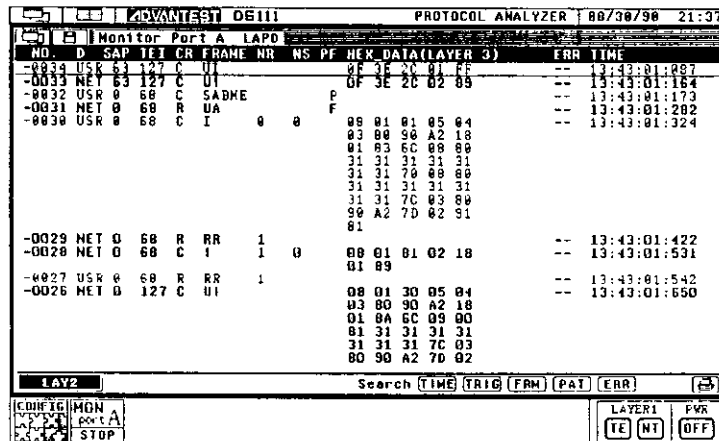 ADVANTEST D5111 PROTOCOL ANALYZER 08/30/90 21:37
Monitor Port A LAPD
NO. D SAP TEI CR FRAME NR NS PF HEX_DATA(LAYER 3) ERR TIME
-0034 USR 63 127 C UI 0F 3E 2C 01 FF -- 13:43:01:087
-0033 NET 63 127 C UI 0F 3E 2C 02 89 -- 13:43:01:164
-0032 USR 0 68 C SABME P -- 13:43:01:173
-0031 NET 0 68 R UA F -- 13:43:01:282
-0030 USR 0 68 C I 0 0 08 01 01 05 04 -- 13:43:01:324
03 80 90 A2 18
01 83 6C 08 80
31 31 31 31 31
31 31 70 08 80
31 31 31 31 31
31 31 7C 03 80
90 A2 7D 02 91
81
-0029 NET 0 68 R RR 1 -- 13:43:01:422
-0028 NET 0 68 C I 1 0 08 01 81 02 18 -- 13:43:01:531
01 89
-0027 USR 0 68 R RR 1 -- 13:43:01:542
-0026 NET 0 127 C UI 08 01 30 05 04 -- 13:43:01:650
03 80 90 A2 18
01 8A 6C 09 00
81 31 31 31 31
31 31 31 7C 03
80 90 A2 7D 02
LAY2 Search TIME TRIG FRM PAT ERR
CONFIG MON port A STOP
LAYER1 PWR
TE NT OFF